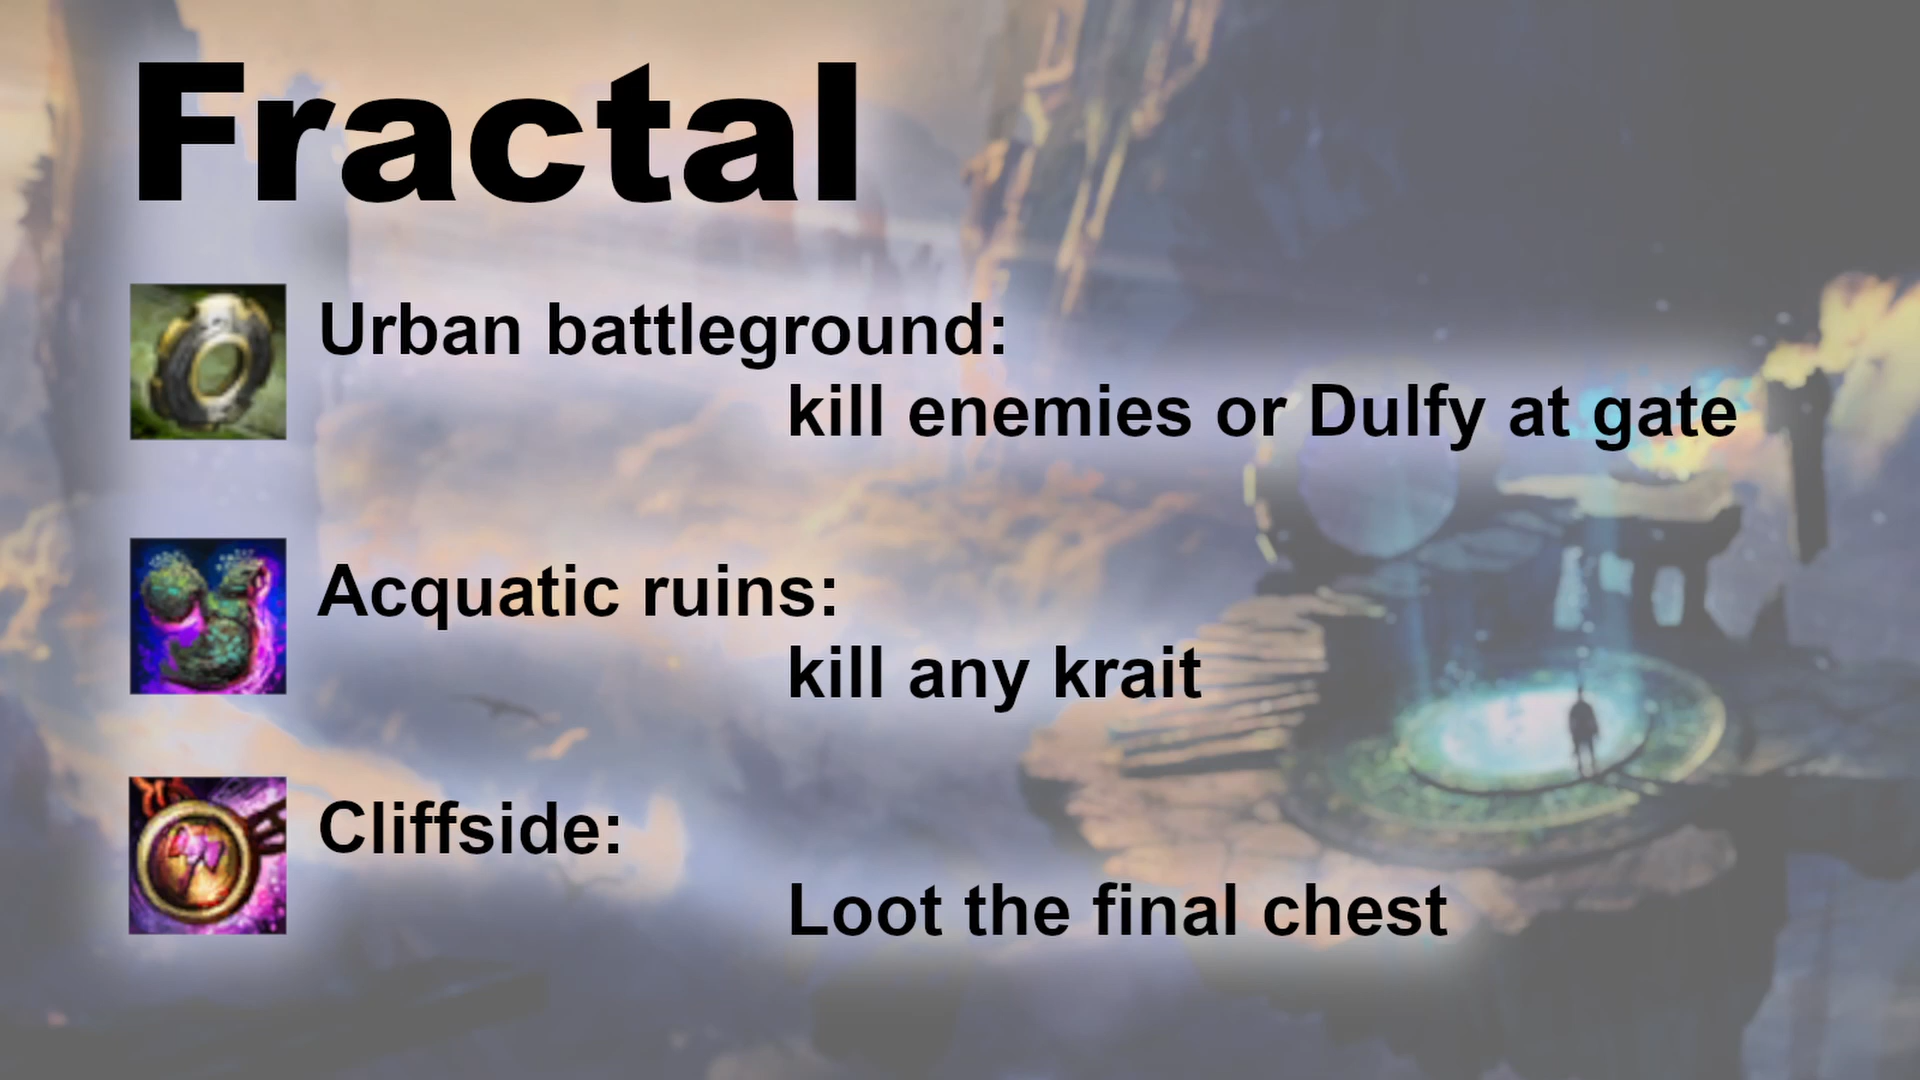 Fractal
Urban battleground:
kill enemies or Dulfy at gate
Acquatic ruins:
kill any krait
Cliffside:
Loot the final chest